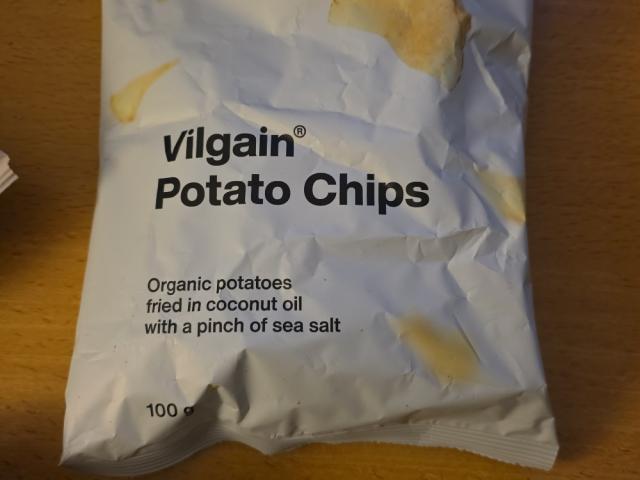 Vilgain®
Potato Chips
Organic potatoes
fried in coconut oil
with a pinch of sea salt
100 g